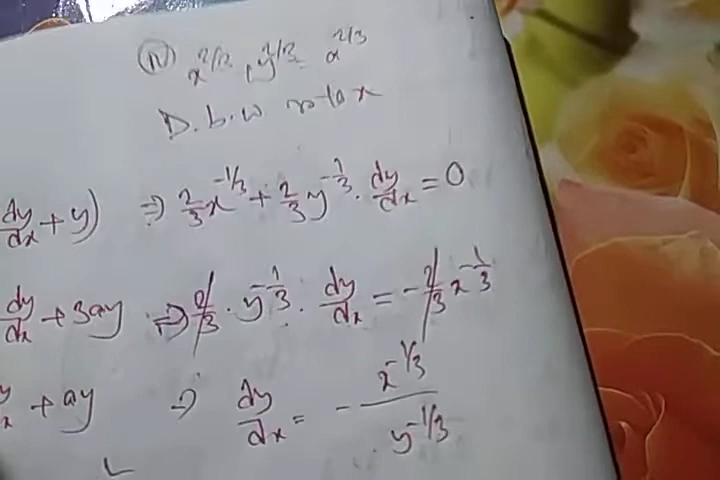 (iv) x^{2/3} + y^{2/3} = a^{2/3}
D.b.w r to x
dy/dx + y) ⇒ 2/3 x^{-1/3} + 2/3 y^{-1/3} · dy/dx = 0
dy/dx + 3ay ⇒ 2/3 · y^{-1/3} · dy/dx = - 2/3 x^{-1/3}
+ ay ⇒ dy/dx = - x^{-1/3} / y^{-1/3}